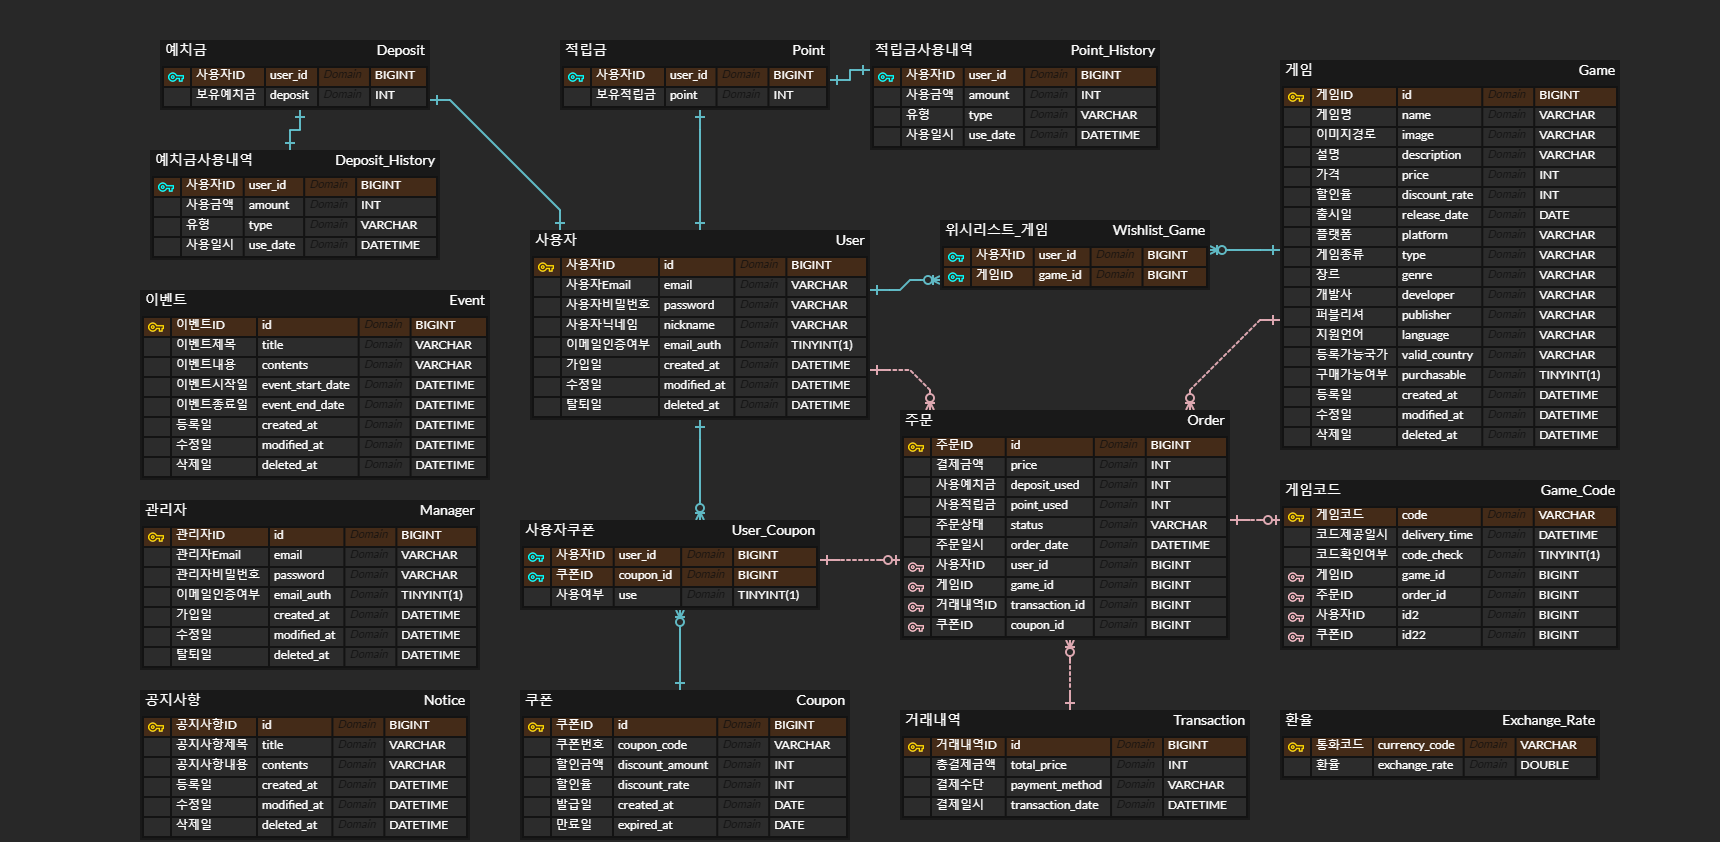 예치금 Deposit
사용자ID user_id Domain BIGINT
보유예치금 deposit Domain INT
적립금 Point
사용자ID user_id Domain BIGINT
보유적립금 point Domain INT
적립금사용내역 Point_History
사용자ID user_id Domain BIGINT
사용금액 amount Domain INT
유형 type Domain VARCHAR
사용일시 use_date Domain DATETIME
게임 Game
게임ID id Domain BIGINT
게임명 name Domain VARCHAR
이미지경로 image Domain VARCHAR
설명 description Domain VARCHAR
가격 price Domain INT
할인율 discount_rate Domain INT
출시일 release_date Domain DATE
플랫폼 platform Domain VARCHAR
게임종류 type Domain VARCHAR
장르 genre Domain VARCHAR
개발사 developer Domain VARCHAR
퍼블리셔 publisher Domain VARCHAR
지원언어 language Domain VARCHAR
등록가능국가 valid_country Domain VARCHAR
구매가능여부 purchasable Domain TINYINT(1)
등록일 created_at Domain DATETIME
수정일 modified_at Domain DATETIME
삭제일 deleted_at Domain DATETIME
예치금사용내역 Deposit_History
사용자ID user_id Domain BIGINT
사용금액 amount Domain INT
유형 type Domain VARCHAR
사용일시 use_date Domain DATETIME
사용자 User
사용자ID id Domain BIGINT
사용자Email email Domain VARCHAR
사용자비밀번호 password Domain VARCHAR
사용자닉네임 nickname Domain VARCHAR
이메일인증여부 email_auth Domain TINYINT(1)
가입일 created_at Domain DATETIME
수정일 modified_at Domain DATETIME
탈퇴일 deleted_at Domain DATETIME
위시리스트_게임 Wishlist_Game
사용자ID user_id Domain BIGINT
게임ID game_id Domain BIGINT
이벤트 Event
이벤트ID id Domain BIGINT
이벤트제목 title Domain VARCHAR
이벤트내용 contents Domain VARCHAR
이벤트시작일 event_start_date Domain DATETIME
이벤트종료일 event_end_date Domain DATETIME
등록일 created_at Domain DATETIME
수정일 modified_at Domain DATETIME
삭제일 deleted_at Domain DATETIME
주문 Order
주문ID id Domain BIGINT
결제금액 price Domain INT
사용예치금 deposit_used Domain INT
사용적립금 point_used Domain INT
주문상태 status Domain VARCHAR
주문일시 order_date Domain DATETIME
사용자ID user_id Domain BIGINT
게임ID game_id Domain BIGINT
거래내역ID transaction_id Domain BIGINT
쿠폰ID coupon_id Domain BIGINT
게임코드 Game_Code
게임코드 code Domain VARCHAR
코드제공일시 delivery_time Domain DATETIME
코드확인여부 code_check Domain TINYINT(1)
게임ID game_id Domain BIGINT
주문ID order_id Domain BIGINT
사용자ID id2 Domain BIGINT
쿠폰ID id22 Domain BIGINT
관리자 Manager
관리자ID id Domain BIGINT
관리자Email email Domain VARCHAR
관리자비밀번호 password Domain VARCHAR
이메일인증여부 email_auth Domain TINYINT(1)
가입일 created_at Domain DATETIME
수정일 modified_at Domain DATETIME
탈퇴일 deleted_at Domain DATETIME
사용자쿠폰 User_Coupon
사용자ID user_id Domain BIGINT
쿠폰ID coupon_id Domain BIGINT
사용여부 use Domain TINYINT(1)
공지사항 Notice
공지사항ID id Domain BIGINT
공지사항제목 title Domain VARCHAR
공지사항내용 contents Domain VARCHAR
등록일 created_at Domain DATETIME
수정일 modified_at Domain DATETIME
삭제일 deleted_at Domain DATETIME
쿠폰 Coupon
쿠폰ID id Domain BIGINT
쿠폰번호 coupon_code Domain VARCHAR
할인금액 discount_amount Domain INT
할인율 discount_rate Domain INT
발급일 created_at Domain DATE
만료일 expired_at Domain DATE
거래내역 Transaction
거래내역ID id Domain BIGINT
총결제금액 total_price Domain INT
결제수단 payment_method Domain VARCHAR
결제일시 transaction_date Domain DATETIME
환율 Exchange_Rate
통화코드 currency_code Domain VARCHAR
환율 exchange_rate Domain DOUBLE